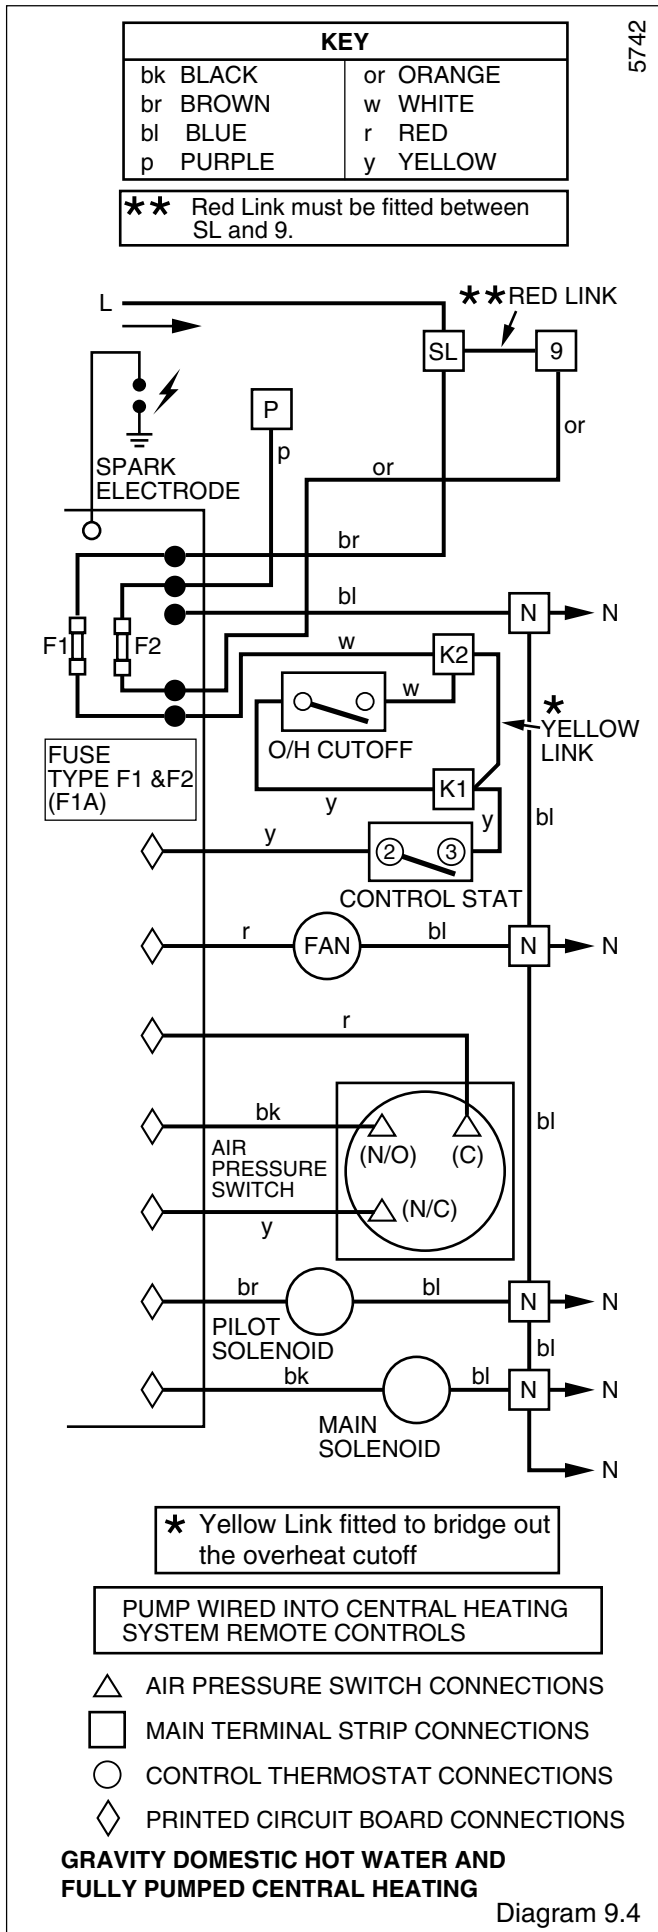 5742
KEY
bk BLACK
br BROWN
bl BLUE
p PURPLE
or ORANGE
w WHITE
r RED
y YELLOW
** Red Link must be fitted between
SL and 9.
L
**RED LINK
SL
9
P
p
or
or
SPARK
ELECTRODE
br
bl
N
N
F1
F2
w
K2
w
*
YELLOW
LINK
O/H CUTOFF
FUSE
TYPE F1 &F2
(F1A)
K1
y
y
bl
y
2
3
CONTROL STAT
r
FAN
bl
N
N
r
bk
(N/O)
(C)
bl
AIR
PRESSURE
SWITCH
(N/C)
y
br
bl
N
N
PILOT
SOLENOID
bl
bk
bl
N
N
MAIN
SOLENOID
N
* Yellow Link fitted to bridge out
the overheat cutoff
PUMP WIRED INTO CENTRAL HEATING
SYSTEM REMOTE CONTROLS
AIR PRESSURE SWITCH CONNECTIONS
MAIN TERMINAL STRIP CONNECTIONS
CONTROL THERMOSTAT CONNECTIONS
PRINTED CIRCUIT BOARD CONNECTIONS
GRAVITY DOMESTIC HOT WATER AND
FULLY PUMPED CENTRAL HEATING
Diagram 9.4